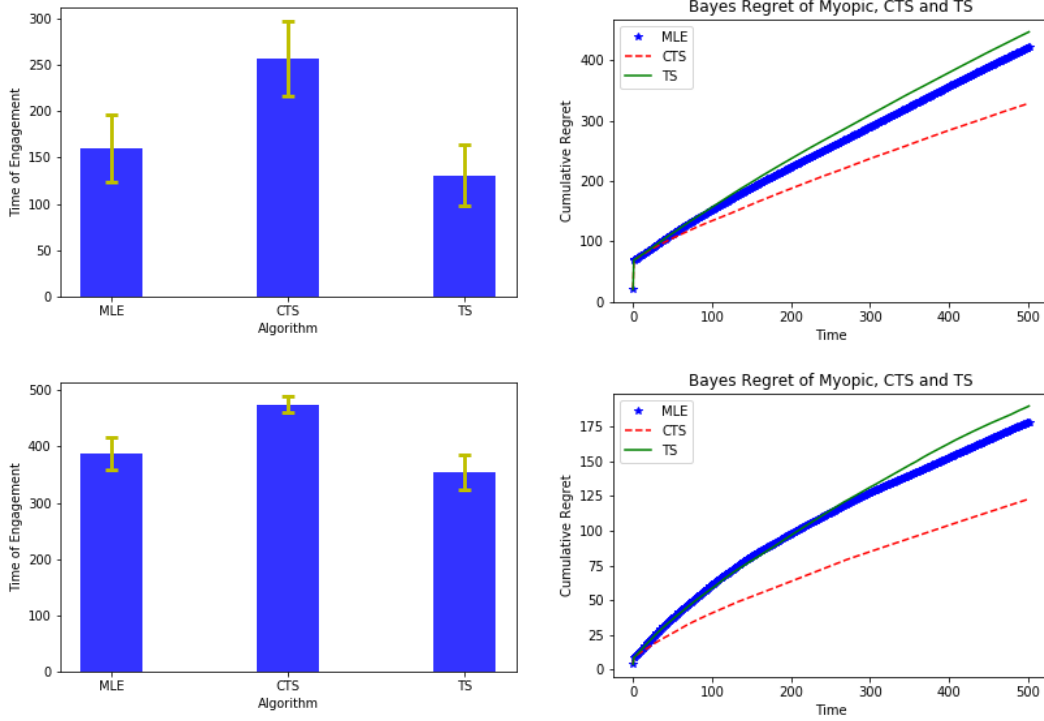 300
250
200
150
100
50
0
Time of Engagement
MLE
CTS
TS
Algorithm
Bayes Regret of Myopic, CTS and TS
MLE
CTS
TS
400
300
200
100
0
Cumulative Regret
0
100
200
300
400
500
Time
500
400
300
200
100
0
Time of Engagement
MLE
CTS
TS
Algorithm
Bayes Regret of Myopic, CTS and TS
MLE
CTS
TS
175
150
125
100
75
50
25
0
Cumulative Regret
0
100
200
300
400
500
Time